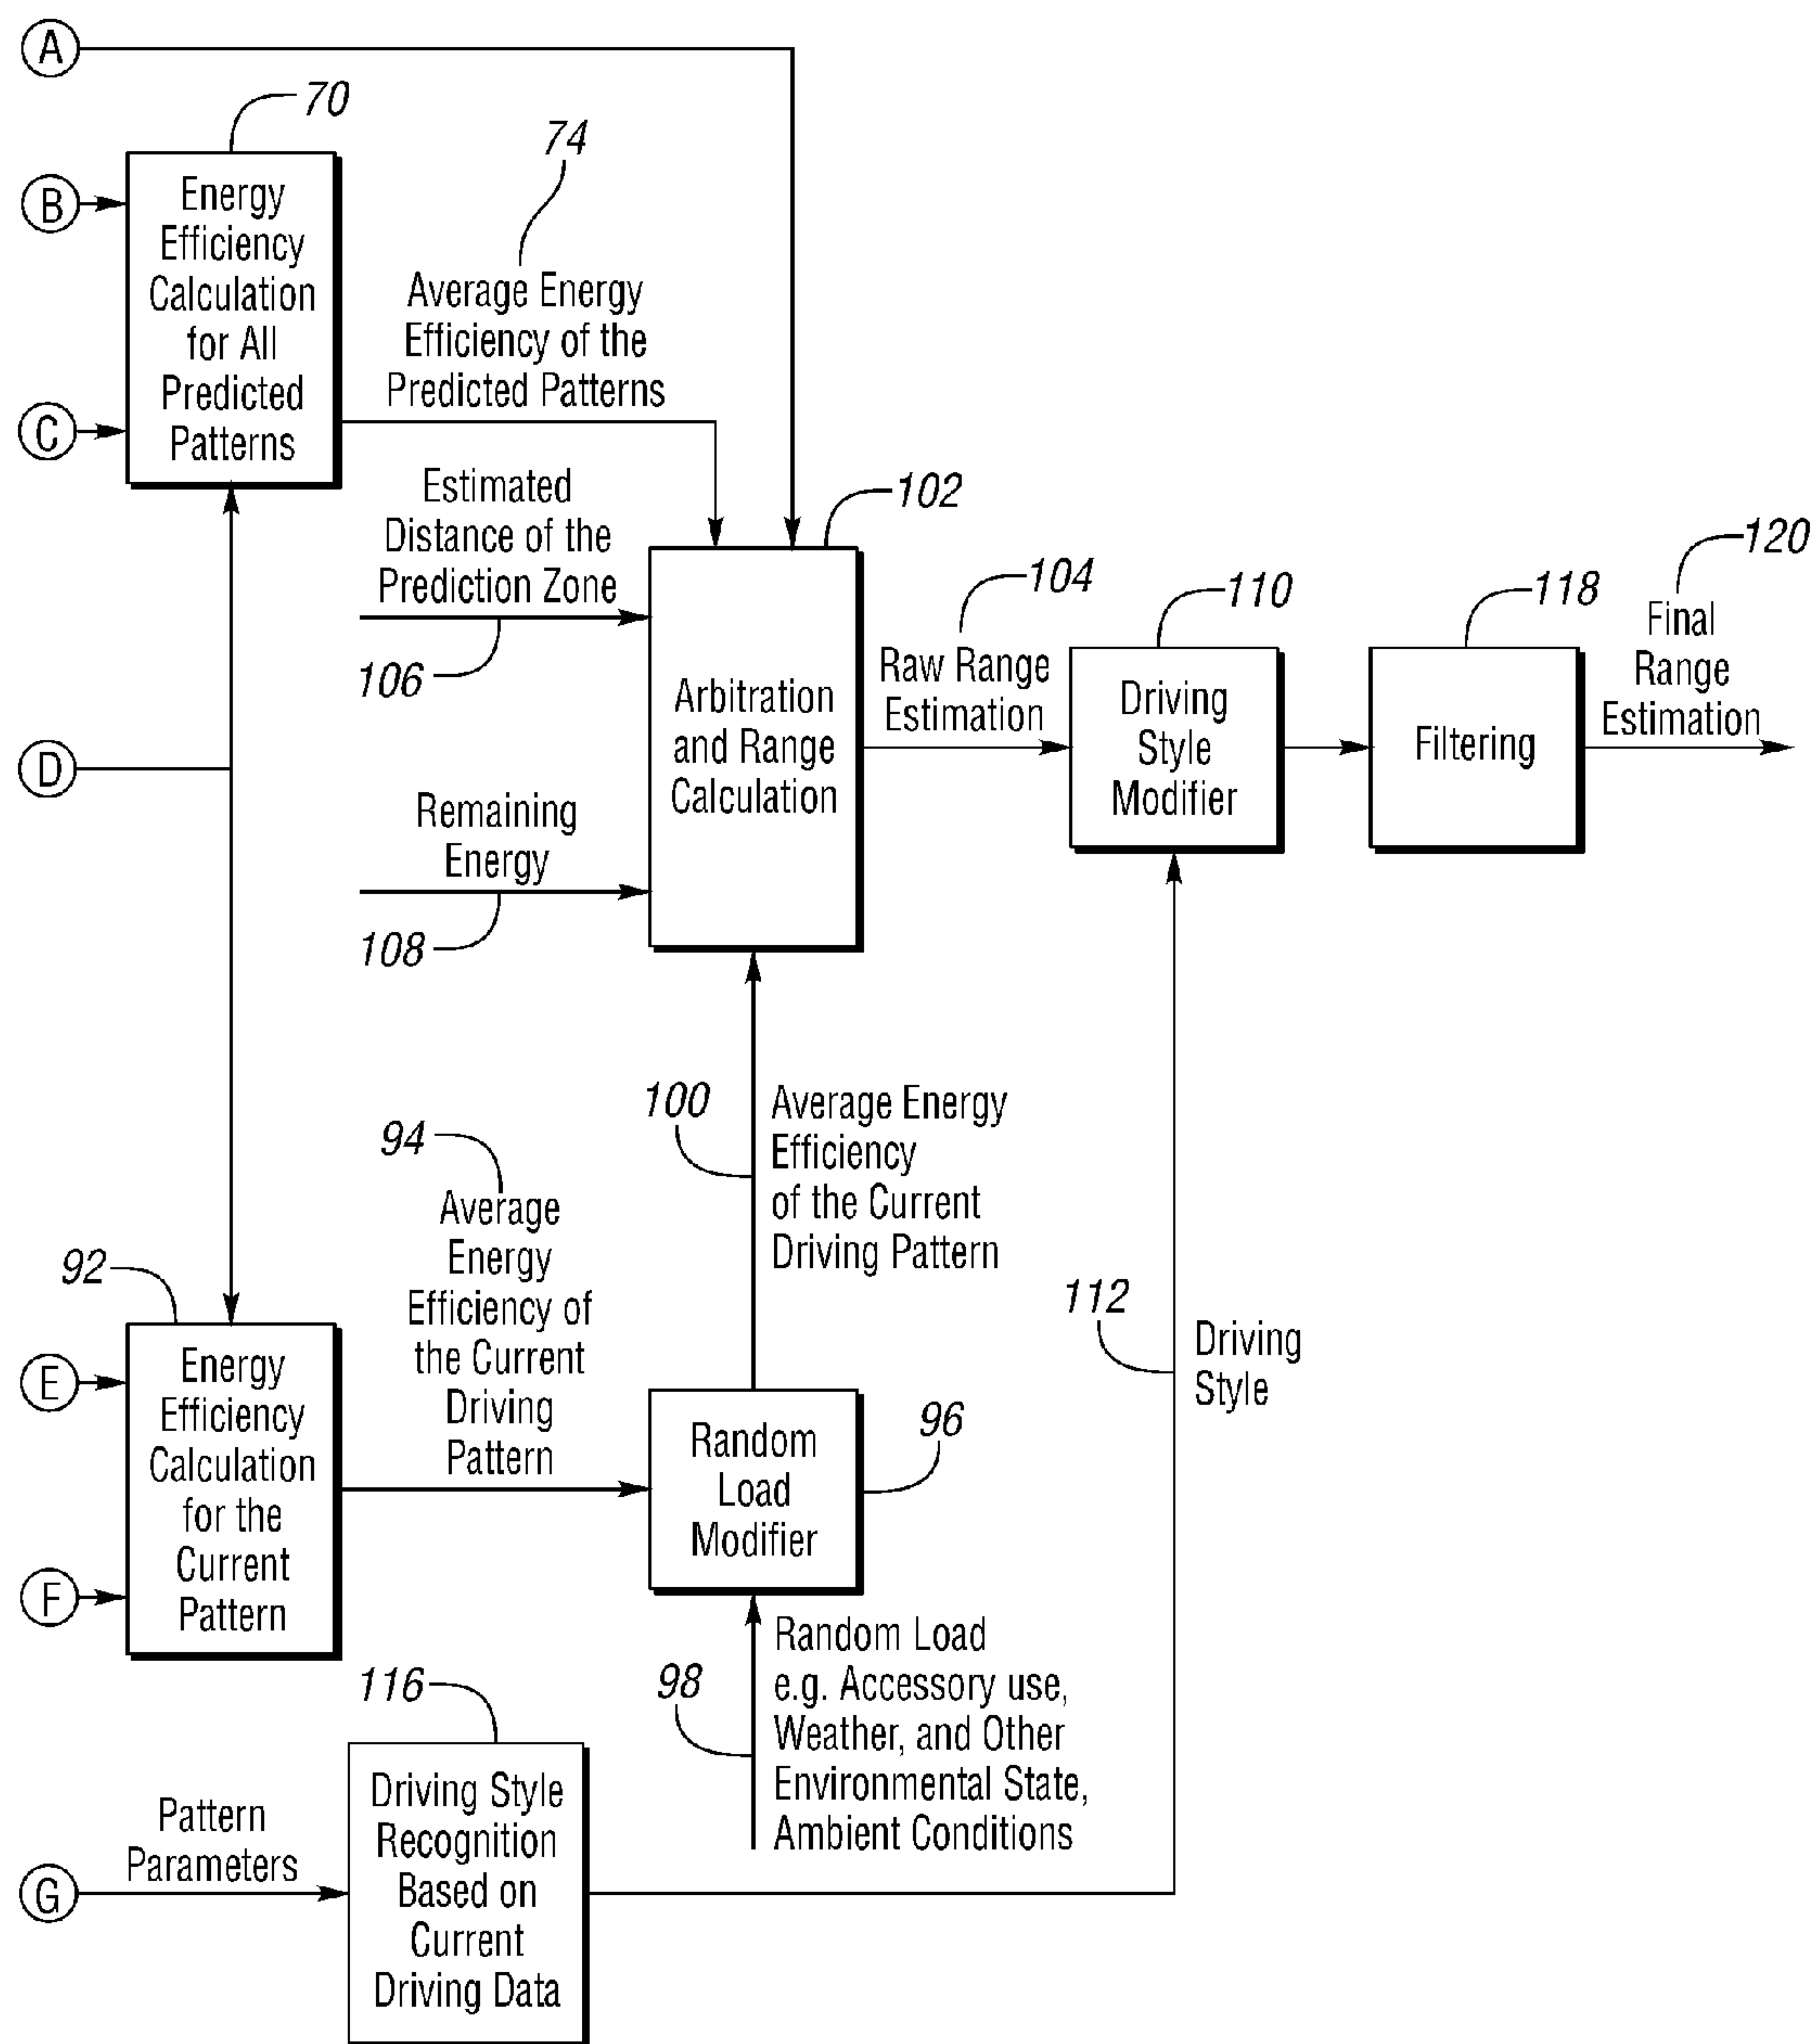 A
70
74
B
Energy
Efficiency
Calculation
for All
Predicted
Patterns
C
Average Energy
Efficiency of the
Predicted Patterns
Estimated
Distance of the
Prediction Zone
102
120
106
104
110
118
Final
Range
Estimation
Raw Range
Estimation
Arbitration
and Range
Calculation
Driving
Style
Modifier
Filtering
D
Remaining
Energy
108
100
Average Energy
Efficiency
of the Current
Driving Pattern
94
Average
Energy
Efficiency of
the Current
Driving
Pattern
92
112
Driving
Style
E
Energy
Efficiency
Calculation
for the
Current
Pattern
F
Random
Load
Modifier
96
116
98
Random Load
e.g. Accessory use,
Weather, and Other
Environmental State,
Ambient Conditions
G
Pattern
Parameters
Driving Style
Recognition
Based on
Current
Driving Data